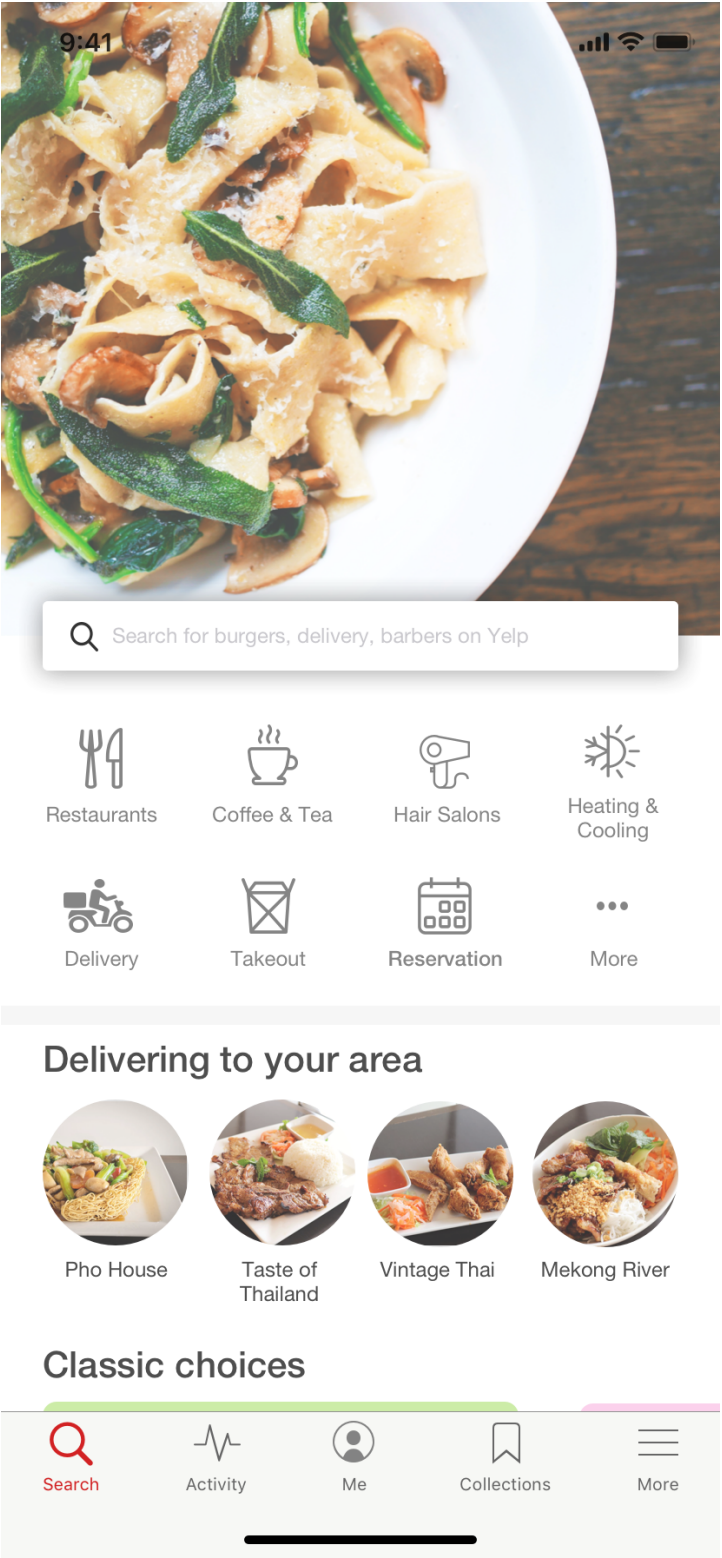 9:41
Search for burgers, delivery, barbers on Yelp
Restaurants
Coffee & Tea
Hair Salons
Heating &
Cooling
Delivery
Takeout
Reservation
More
Delivering to your area
Pho House
Taste of
Thailand
Vintage Thai
Mekong River
Classic choices
Search
Activity
Me
Collections
More